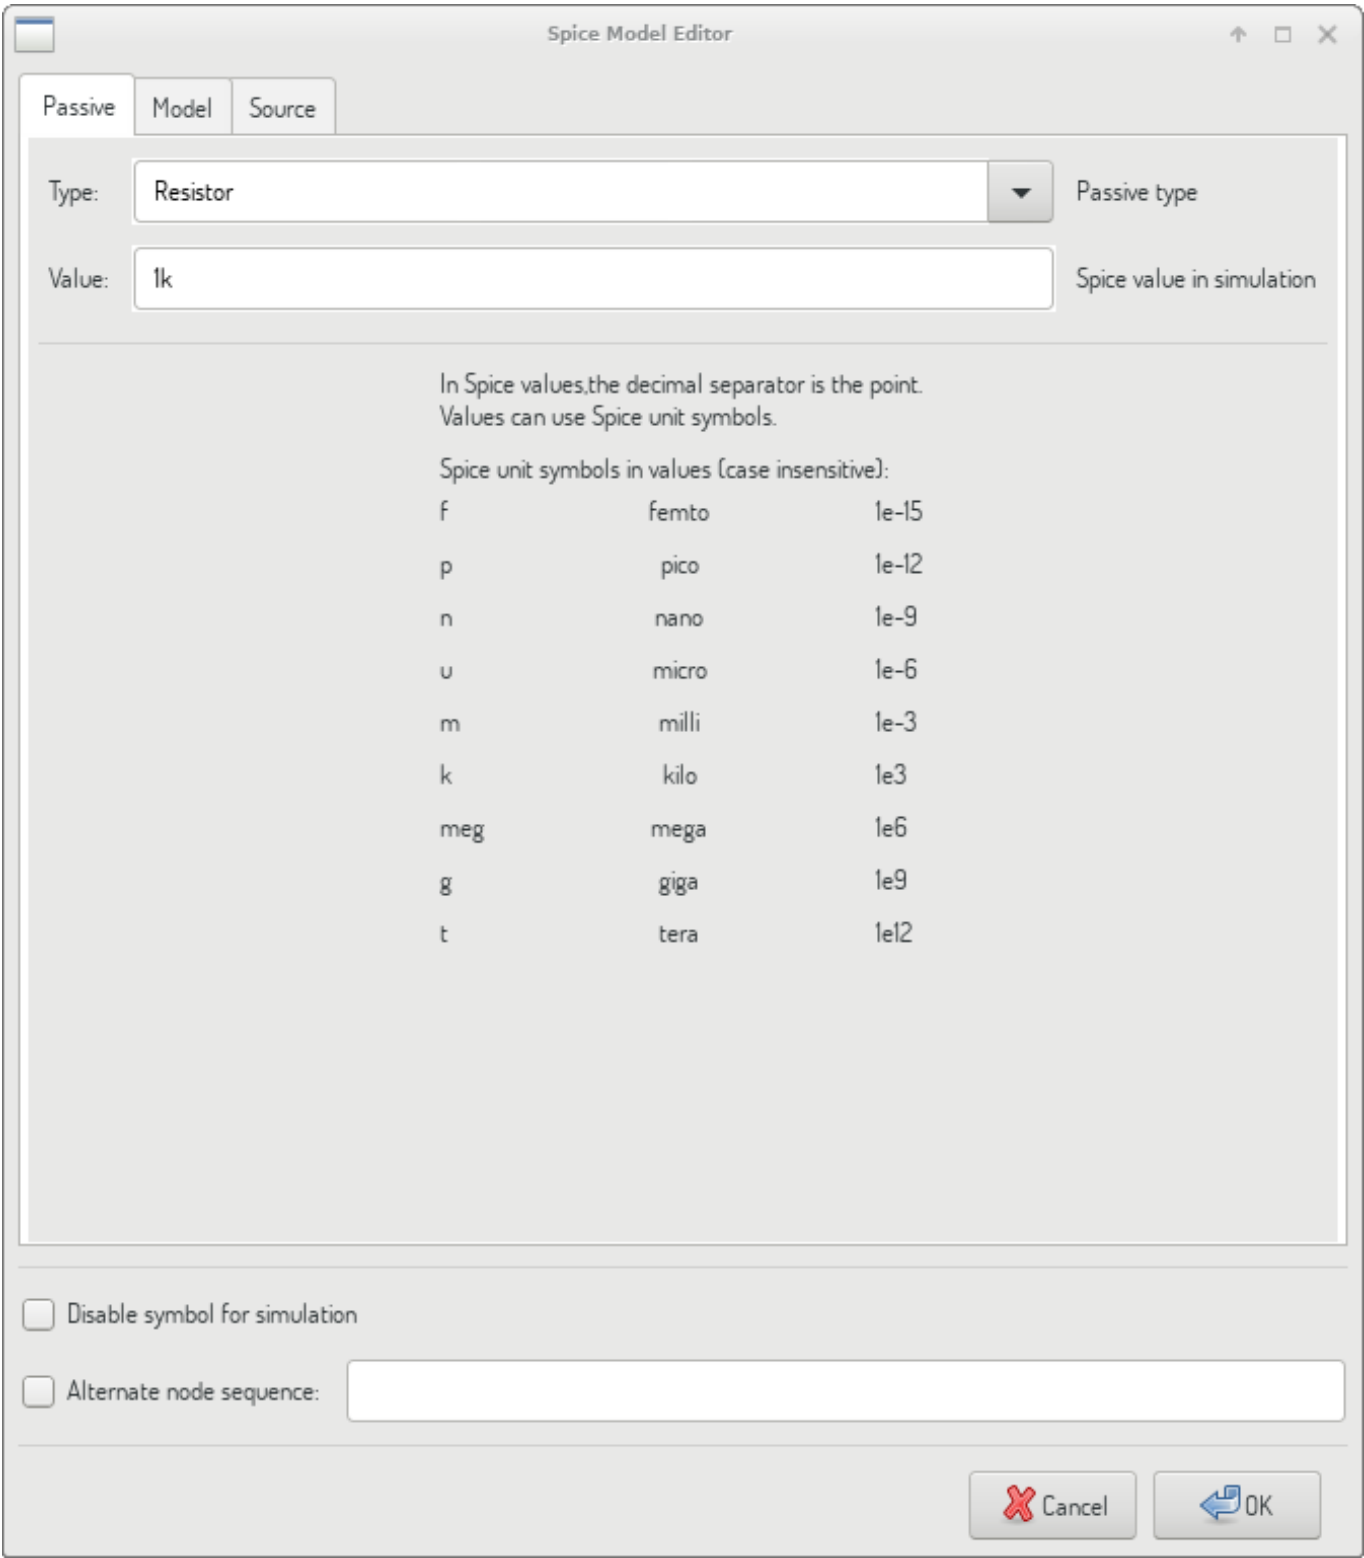 Spice Model Editor
Passive Model Source
Type: Resistor Passive type
Value: 1k Spice value in simulation
In Spice values,the decimal separator is the point.
Values can use Spice unit symbols.
Spice unit symbols in values (case insensitive):
f femto 1e-15
p pico 1e-12
n nano 1e-9
u micro 1e-6
m milli 1e-3
k kilo 1e3
meg mega 1e6
g giga 1e9
t tera 1e12
Disable symbol for simulation
Alternate node sequence:
Cancel OK